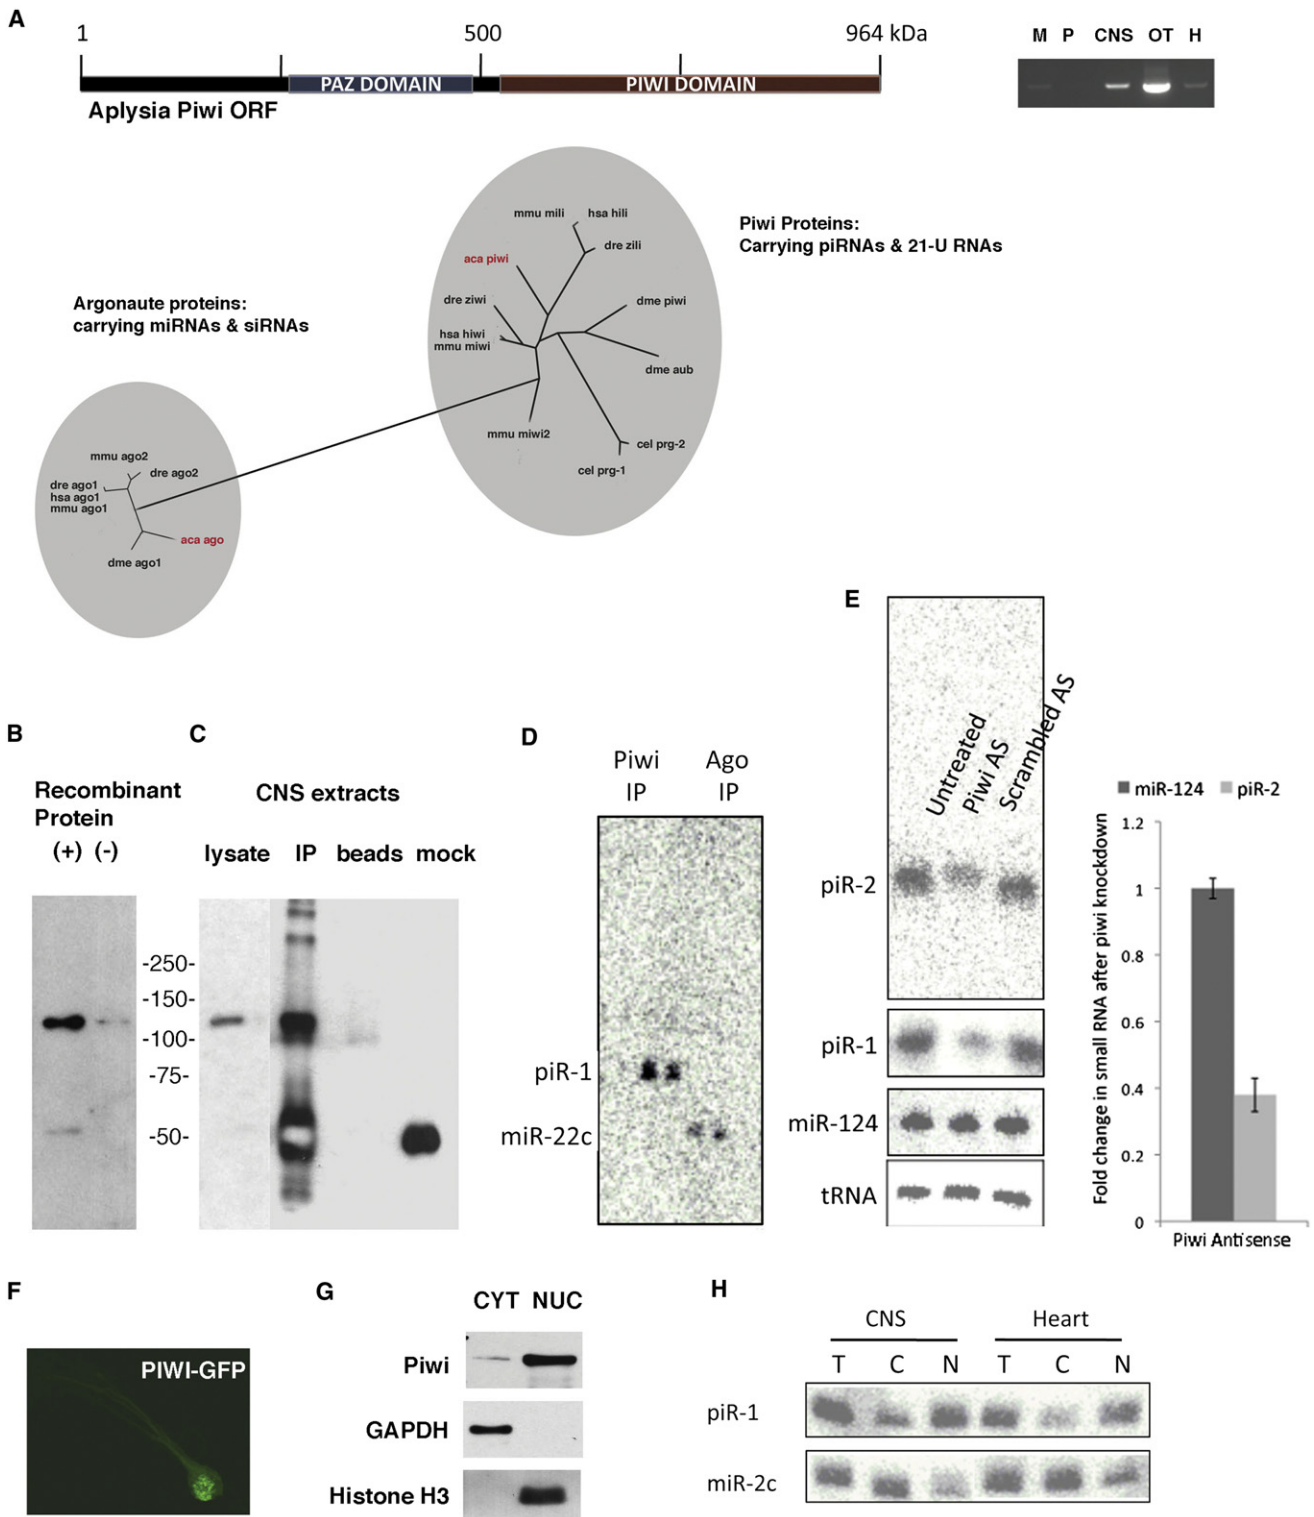 A
1 500 964 kDa
PAZ DOMAIN PIWI DOMAIN
Aplysia Piwi ORF
M P CNS OT H
Piwi Proteins:
Carrying piRNAs & 21-U RNAs
mmu mili hsa hili
dre zili
aca piwi
dre ziwi
dme piwi
hsa hiwi
mmu miwi
dme aub
mmu miwi2
cel prg-2
cel prg-1
Argonaute proteins:
carrying miRNAs & siRNAs
mmu ago2
dre ago2
dre ago1
hsa ago1
mmu ago1
aca ago
dme ago1
B
Recombinant
Protein
(+) (-)
-250-
-150-
-100-
-75-
-50-
C
CNS extracts
lysate IP beads mock
D
Piwi Ago
IP IP
piR-1
miR-22c
E
Untreated
Piwi AS
Scrambled AS
piR-2
piR-1
miR-124
tRNA
miR-124 piR-2
Fold change in small RNA after piwi knockdown
1.2
1
0.8
0.6
0.4
0.2
0
Piwi Antisense
F
PIWI-GFP
G
CYT NUC
Piwi
GAPDH
Histone H3
H
CNS Heart
T C N T C N
piR-1
miR-2c